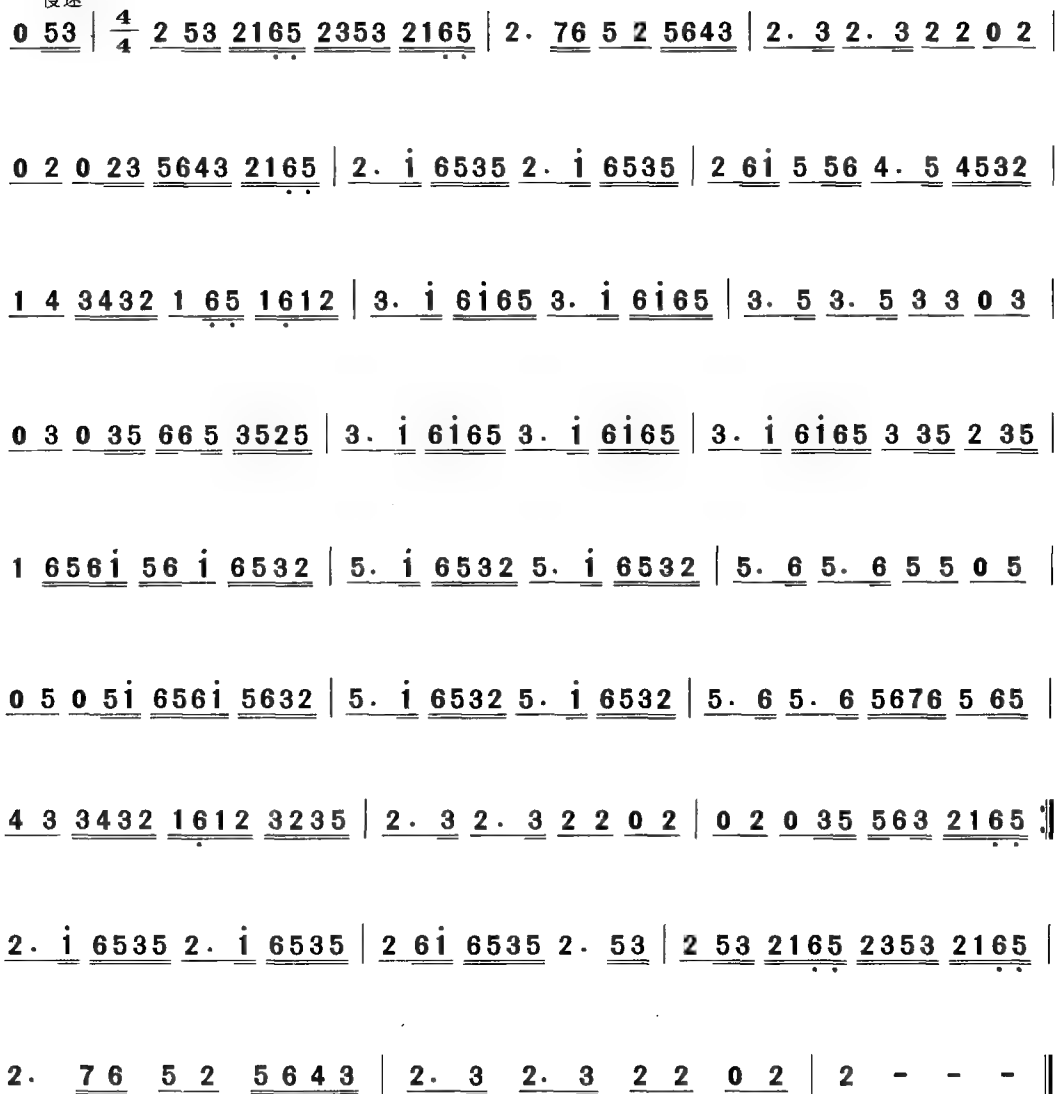 慢速
0 53 | 4/4 2 53 2165 2353 2165 | 2. 76 5 2 5643 | 2. 3 2. 3 2 2 0 2 |
0 2 0 23 5643 2165 | 2. i 6535 2. i 6535 | 2 6i 5 56 4. 5 4532 |
1 4 3432 1 65 1612 | 3. i 6i65 3. i 6i65 | 3. 5 3. 5 3 3 0 3 |
0 3 0 35 66 5 3525 | 3. i 6i65 3. i 6i65 | 3. i 6i65 3 35 2 35 |
1 656i 56 i 6532 | 5. i 6532 5. i 6532 | 5. 6 5. 6 5 5 0 5 |
0 5 0 5i 656i 5632 | 5. i 6532 5. i 6532 | 5. 6 5. 6 5676 5 65 |
4 3 3432 1612 3235 | 2. 3 2. 3 2 2 0 2 | 0 2 0 35 563 2165 :‖
2. i 6535 2. i 6535 | 2 6i 6535 2. 53 | 2 53 2165 2353 2165 |
2. 76 5 2 5643 | 2. 3 2. 3 2 2 0 2 | 2 - - - ‖